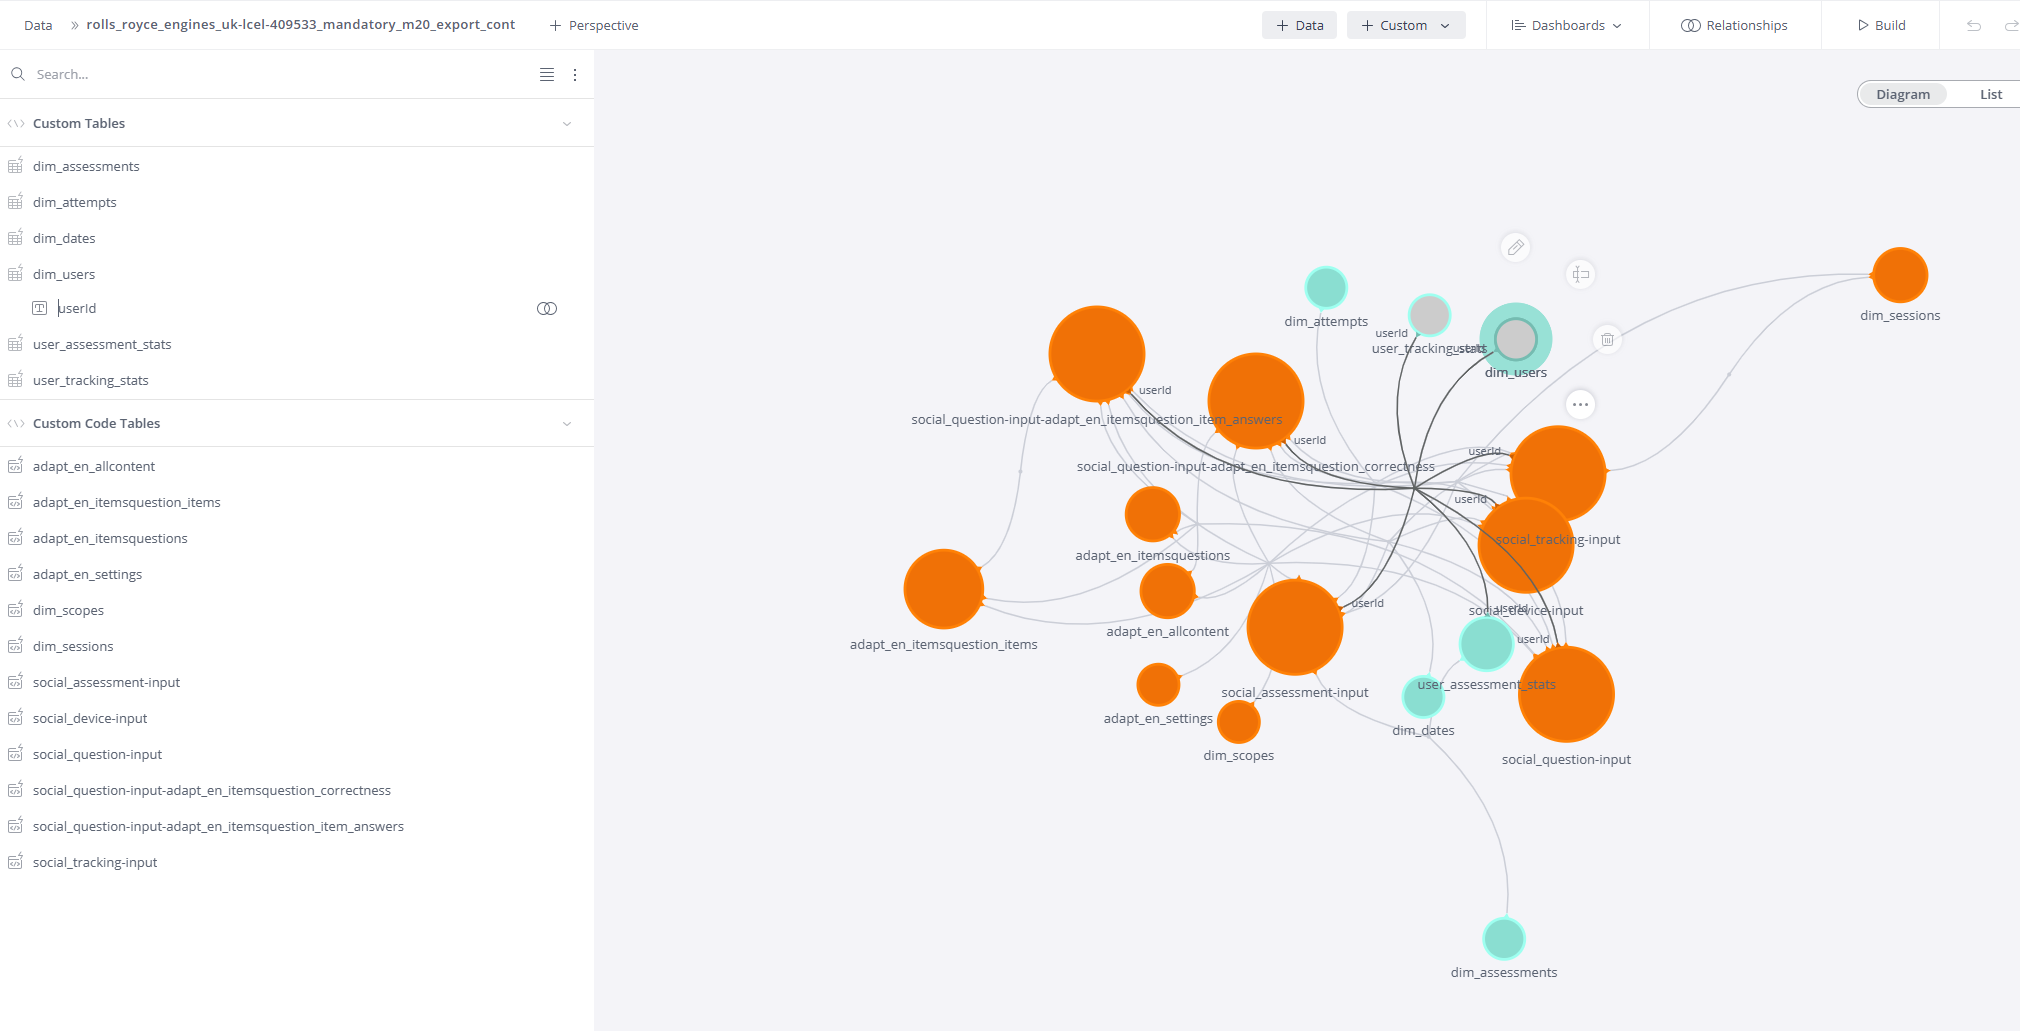 Data » rolls_royce_engines_uk-lcel-409533_mandatory_m20_export_cont + Perspective + Data + Custom Dashboards Relationships Build
Search...
Diagram List
Custom Tables
dim_assessments
dim_attempts
dim_dates
dim_users
userId
user_assessment_stats
user_tracking_stats
Custom Code Tables
adapt_en_allcontent
adapt_en_itemsquestion_items
adapt_en_itemsquestions
adapt_en_settings
dim_scopes
dim_sessions
social_assessment-input
social_device-input
social_question-input
social_question-input-adapt_en_itemsquestion_correctness
social_question-input-adapt_en_itemsquestion_item_answers
social_tracking-input
dim_sessions
dim_attempts
userId
user_tracking_stats
userId
dim_users
userId
social_question-input-adapt_en_itemsquestion_item_answers
userId
userId
social_question-input-adapt_en_itemsquestion_correctness
userId
social_tracking-input
adapt_en_itemsquestions
userId
social_device-input
userId
adapt_en_allcontent
userId
adapt_en_itemsquestion_items
user_assessment_stats
social_assessment-input
adapt_en_settings
dim_dates
dim_scopes
social_question-input
dim_assessments